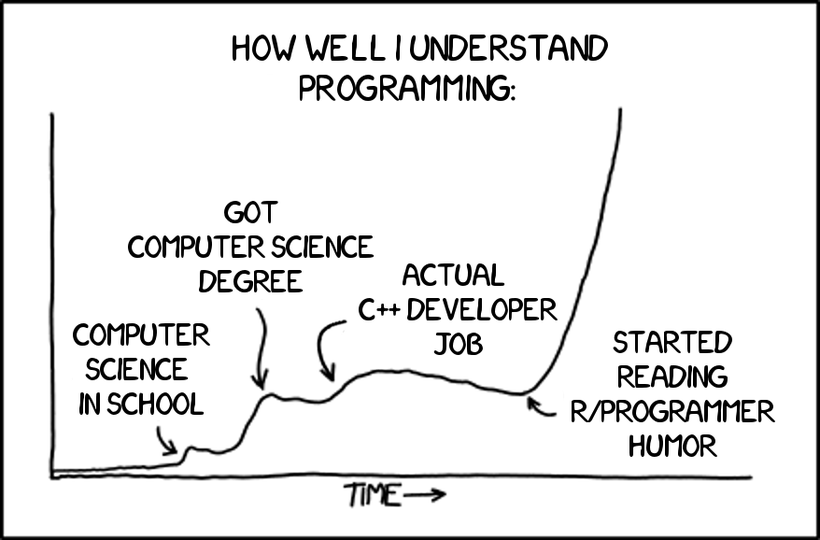 HOW WELL I UNDERSTAND
PROGRAMMING:
GOT
COMPUTER SCIENCE
DEGREE
ACTUAL
C++ DEVELOPER
JOB
COMPUTER
SCIENCE
IN SCHOOL
STARTED
READING
R/PROGRAMMER
HUMOR
TIME